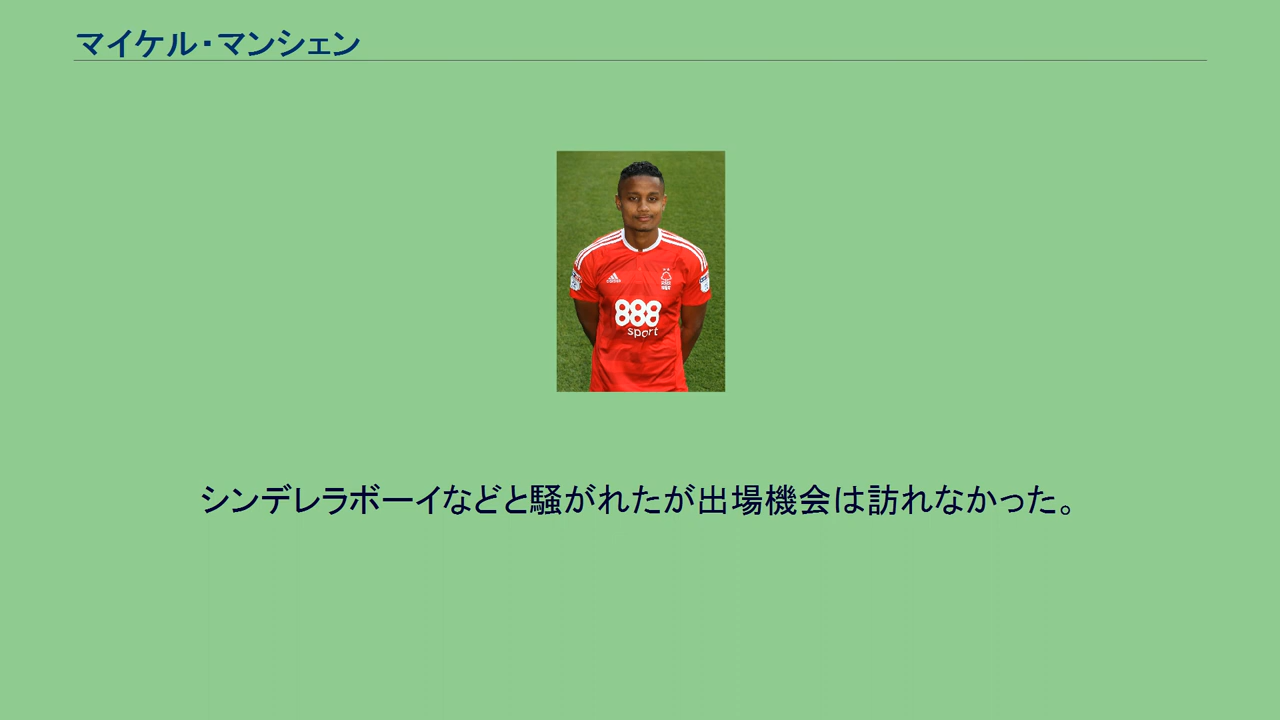 マイケル・マンシェン
888
sport
シンデレラボーイなどと騒がれたが出場機会は訪れなかった。